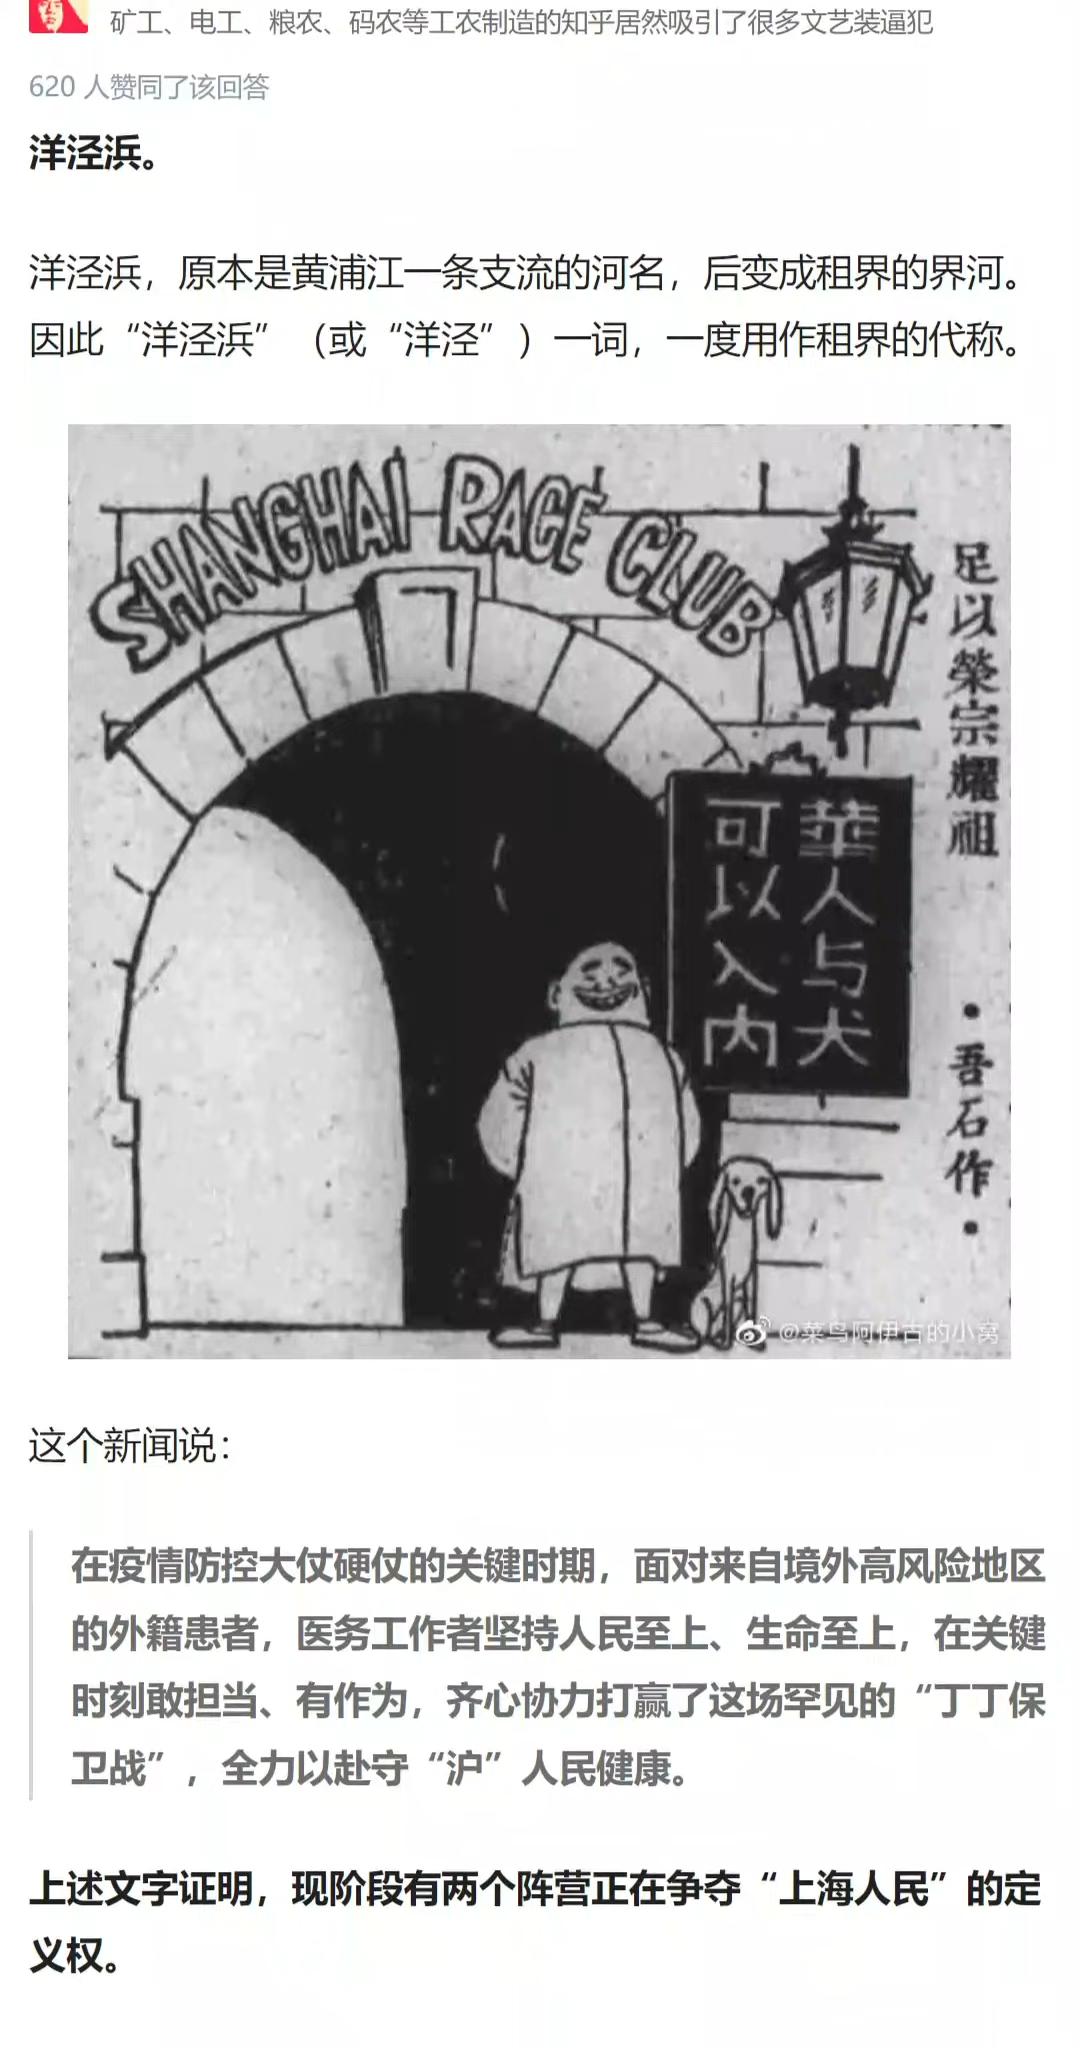 矿工、电工、粮农、码农等工农制造的知乎居然吸引了很多文艺装逼犯
620 人赞同了该回答
洋泾浜。
洋泾浜，原本是黄浦江一条支流的河名，后变成租界的界河。
因此“洋泾浜”（或“洋泾”）一词，一度用作租界的代称。
SHANGHAI RACE CLUB
足以榮宗耀祖
·吾石作·
華人与犬
可以入内
@菜鸟阿伊古的小窝
这个新闻说：
在疫情防控大仗硬仗的关键时期，面对来自境外高风险地区
的外籍患者，医务工作者坚持人民至上、生命至上，在关键
时刻敢担当、有作为，齐心协力打赢了这场罕见的“丁丁保
卫战”，全力以赴守“沪”人民健康。
上述文字证明，现阶段有两个阵营正在争夺“上海人民”的定
义权。